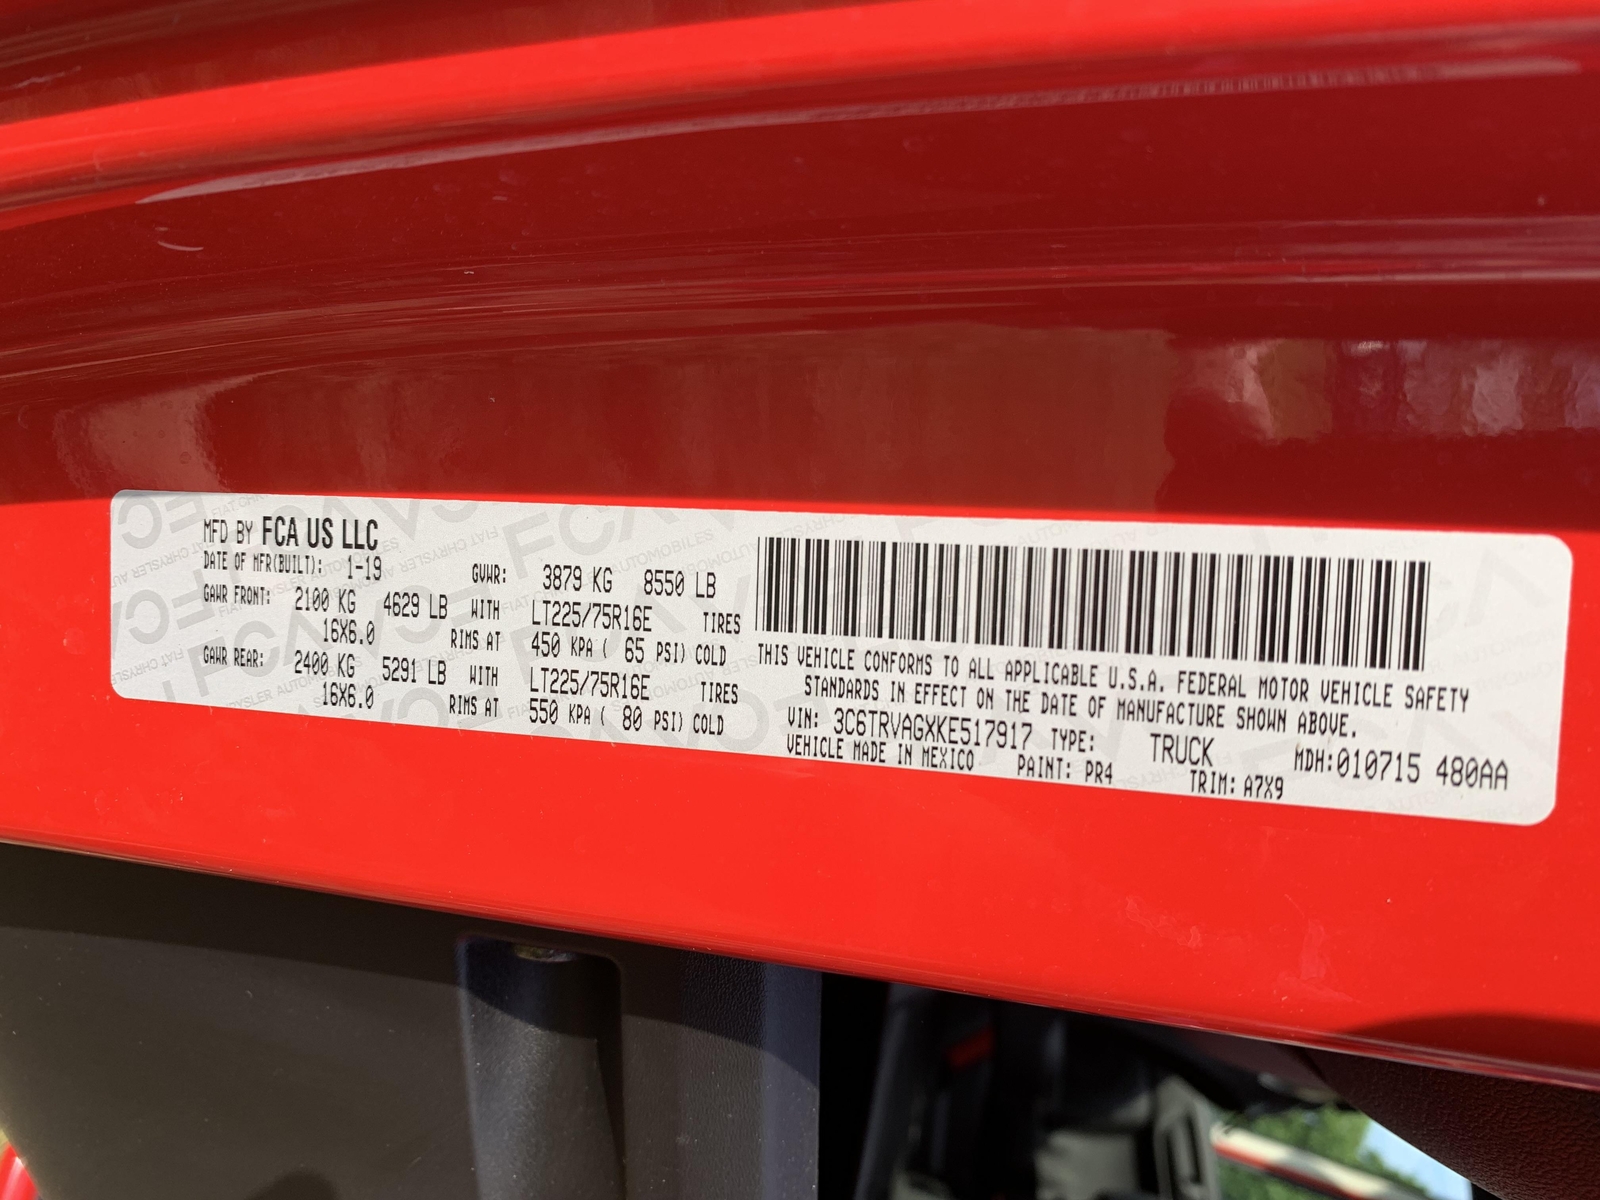 MFD BY FCA US LLC
DATE OF MFR(BUILT): 1-19 GVWR: 3879 KG 8550 LB
GAWR FRONT: 2100 KG 4629 LB WITH LT225/75R16E TIRES
16X6.0 RIMS AT 450 KPA ( 65 PSI) COLD
GAWR REAR: 2400 KG 5291 LB WITH LT225/75R16E TIRES
16X6.0 RIMS AT 550 KPA ( 80 PSI) COLD
THIS VEHICLE CONFORMS TO ALL APPLICABLE U.S.A. FEDERAL MOTOR VEHICLE SAFETY
STANDARDS IN EFFECT ON THE DATE OF MANUFACTURE SHOWN ABOVE.
VIN: 3C6TRVAGXKE517917 TYPE: TRUCK MDH:010715 480AA
VEHICLE MADE IN MEXICO PAINT: PR4 TRIM: A7X9